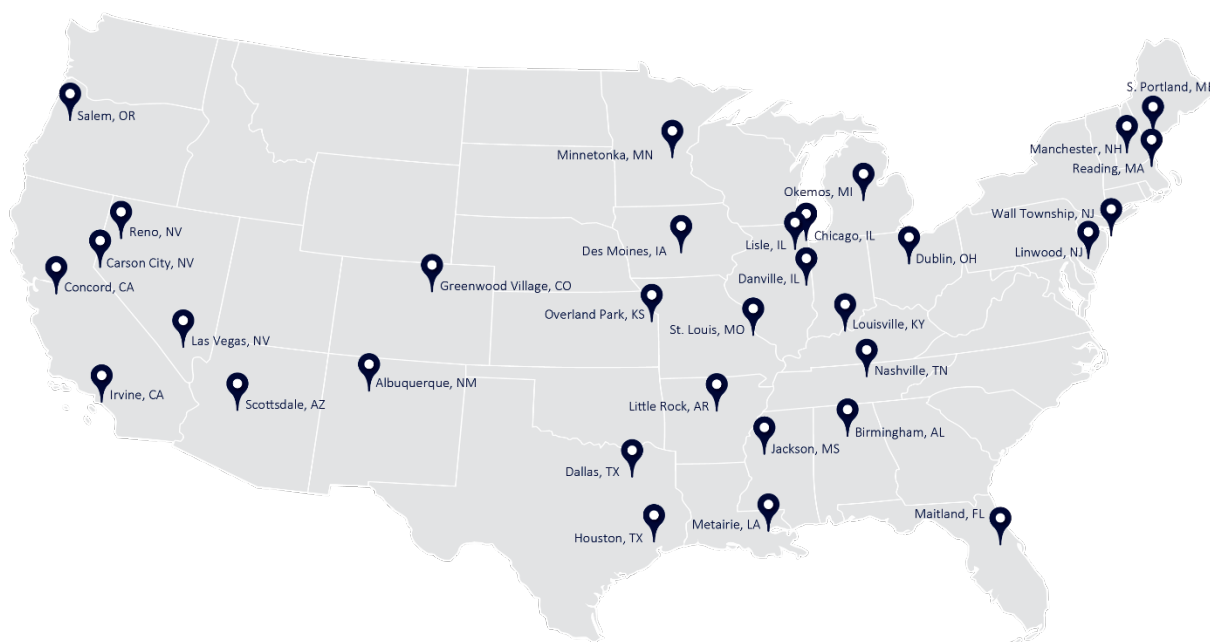 S. Portland, ME
Salem, OR
Manchester, NH
Minnetonka, MN
Reading, MA
Okemos, MI
Wall Township, NJ
Reno, NV
Chicago, IL
Lisle, IL
Des Moines, IA
Linwood, NJ
Dublin, OH
Carson City, NV
Danville, IL
Concord, CA
Greenwood Village, CO
Overland Park, KS
Louisville, KY
St. Louis, MO
Las Vegas, NV
Nashville, TN
Albuquerque, NM
Irvine, CA
Scottsdale, AZ
Little Rock, AR
Birmingham, AL
Jackson, MS
Dallas, TX
Maitland, FL
Metairie, LA
Houston, TX